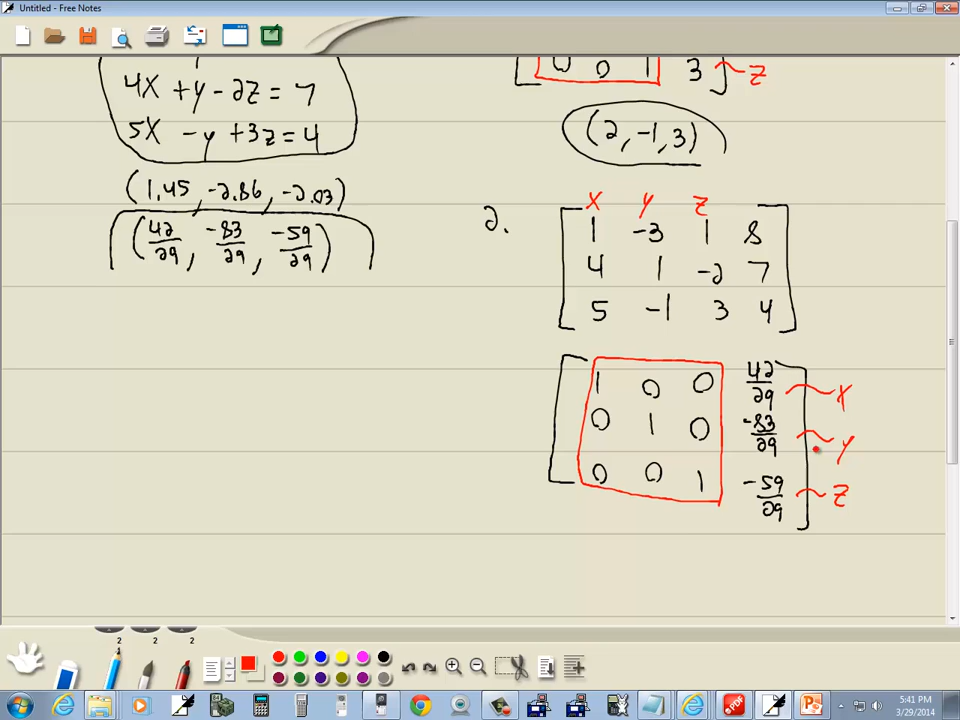 Untitled - Free Notes
4X + y - 2Z = 7
5X - y + 3z = 4
(1.45, -2.86, -2.03)
(42/29, -83/29, -59/29)
0 0 1 3 z
(2, -1, 3)
2.
X y z
1 -3 1 8
4 1 -2 7
5 -1 3 4
1 0 0 42/29 X
0 1 0 -83/29 y
0 0 1 -59/29 z
2 2 2
5:41 PM
3/29/2014